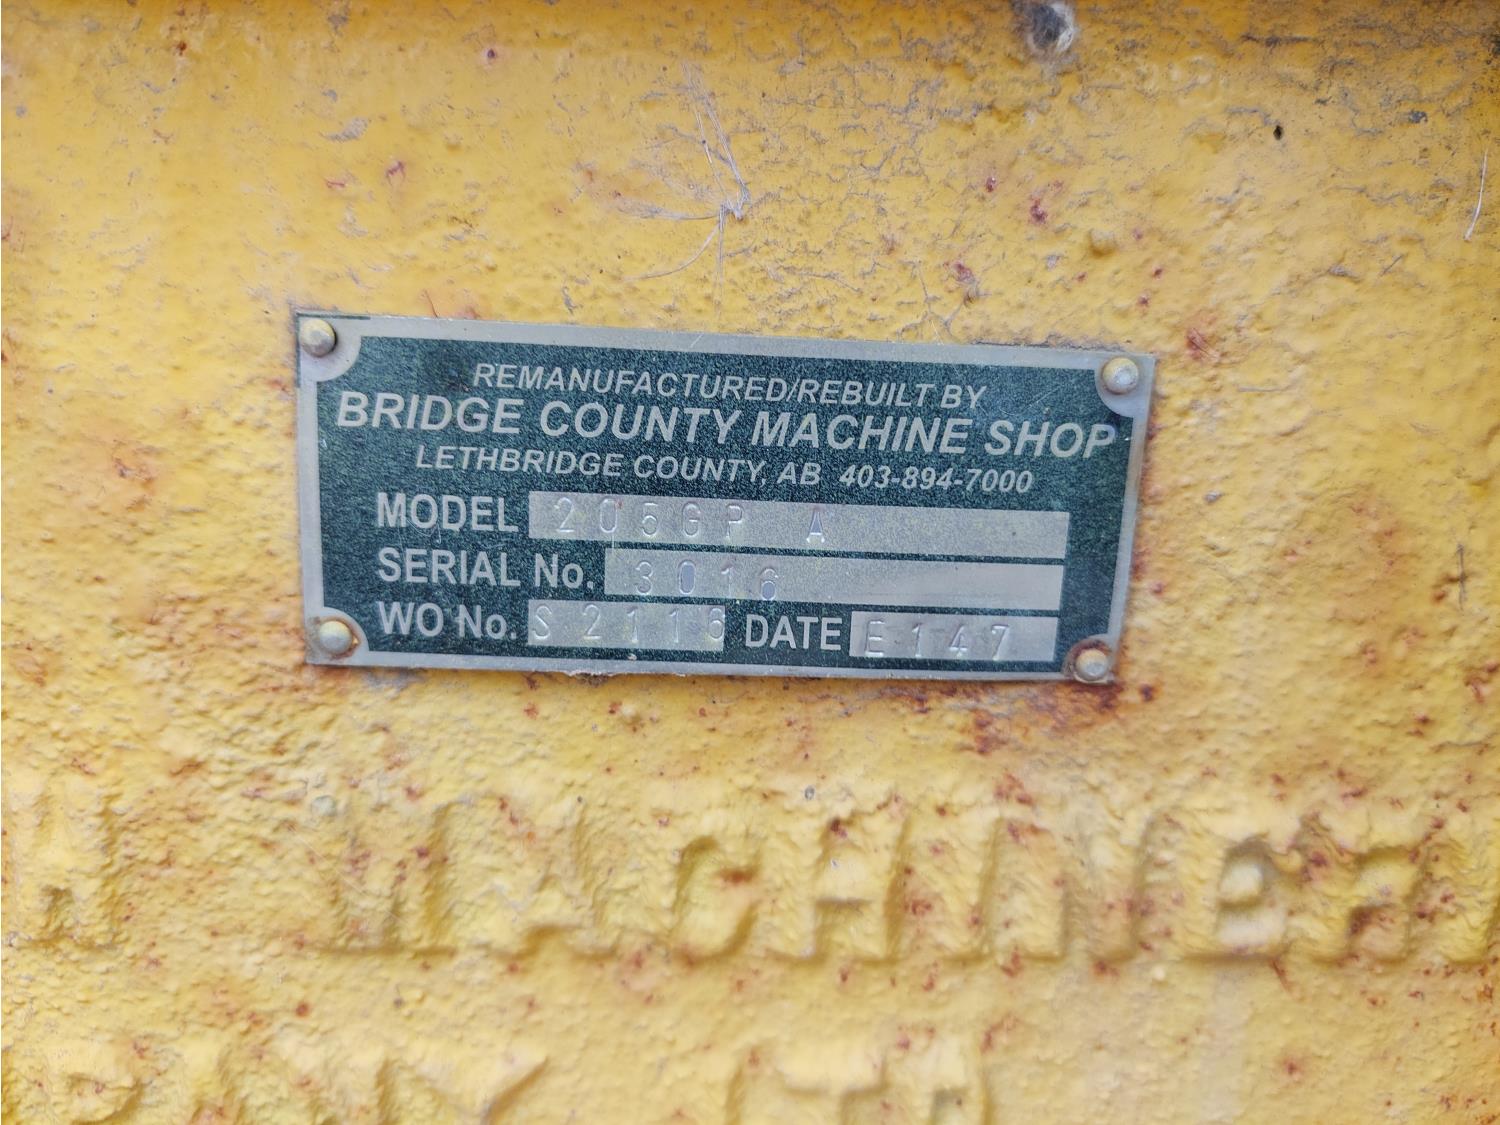 REMANUFACTURED/REBUILT BY
BRIDGE COUNTY MACHINE SHOP
LETHBRIDGE COUNTY, AB 403-894-7000
MODEL 205GP A
SERIAL No. 3016
WO No. S2116 DATE E147
MACHINERY